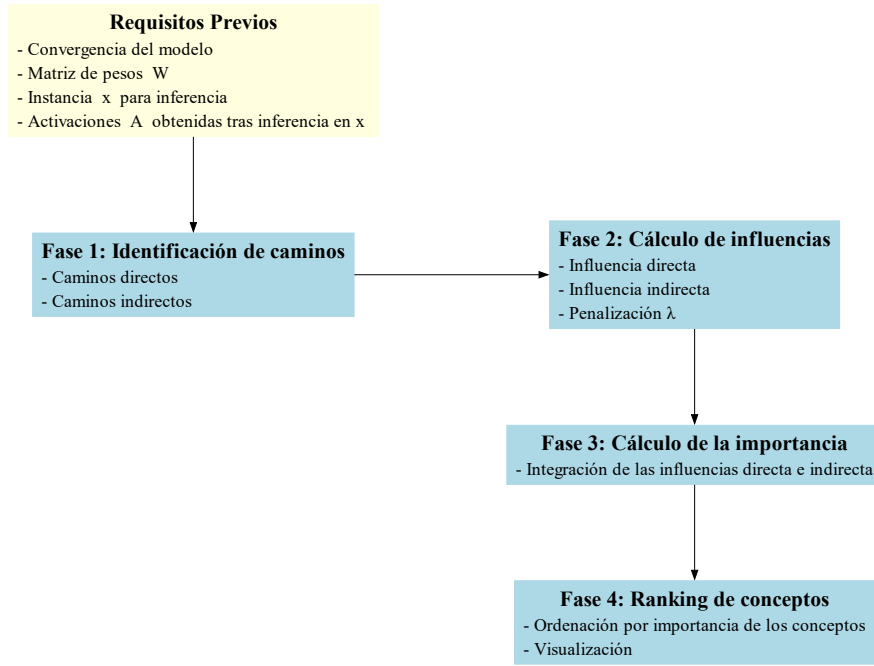 Requisitos Previos
- Convergencia del modelo
- Matriz de pesos W
- Instancia x para inferencia
- Activaciones A obtenidas tras inferencia en x
Fase 1: Identificación de caminos
- Caminos directos
- Caminos indirectos
Fase 2: Cálculo de influencias
- Influencia directa
- Influencia indirecta
- Penalización λ
Fase 3: Cálculo de la importancia
- Integración de las influencias directa e indirecta
Fase 4: Ranking de conceptos
- Ordenación por importancia de los conceptos
- Visualización